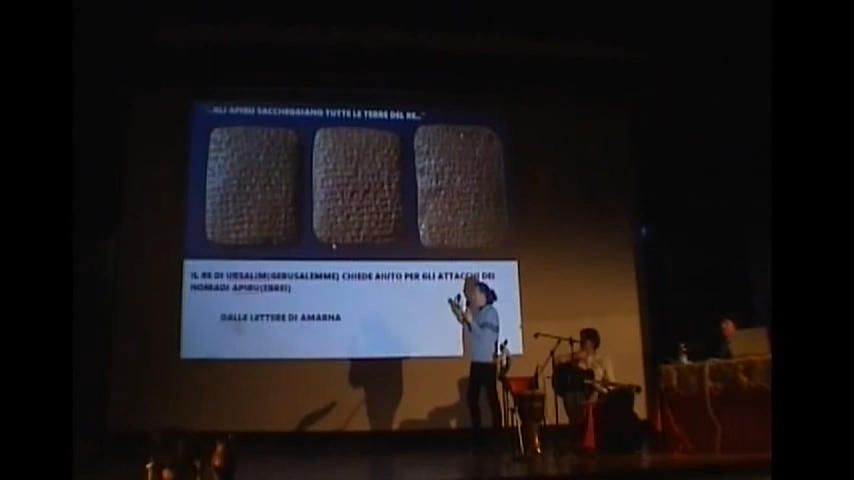 "..GLI APIRU SACCHEGGIANO TUTTE LE TERRE DEL RE.."
IL RE DI URSALIM(GERUSALEMME) CHIEDE AIUTO PER GLI ATTACCHI DEI
NOMADI APIRU(EBREI)
DALLE LETTERE DI AMARNA